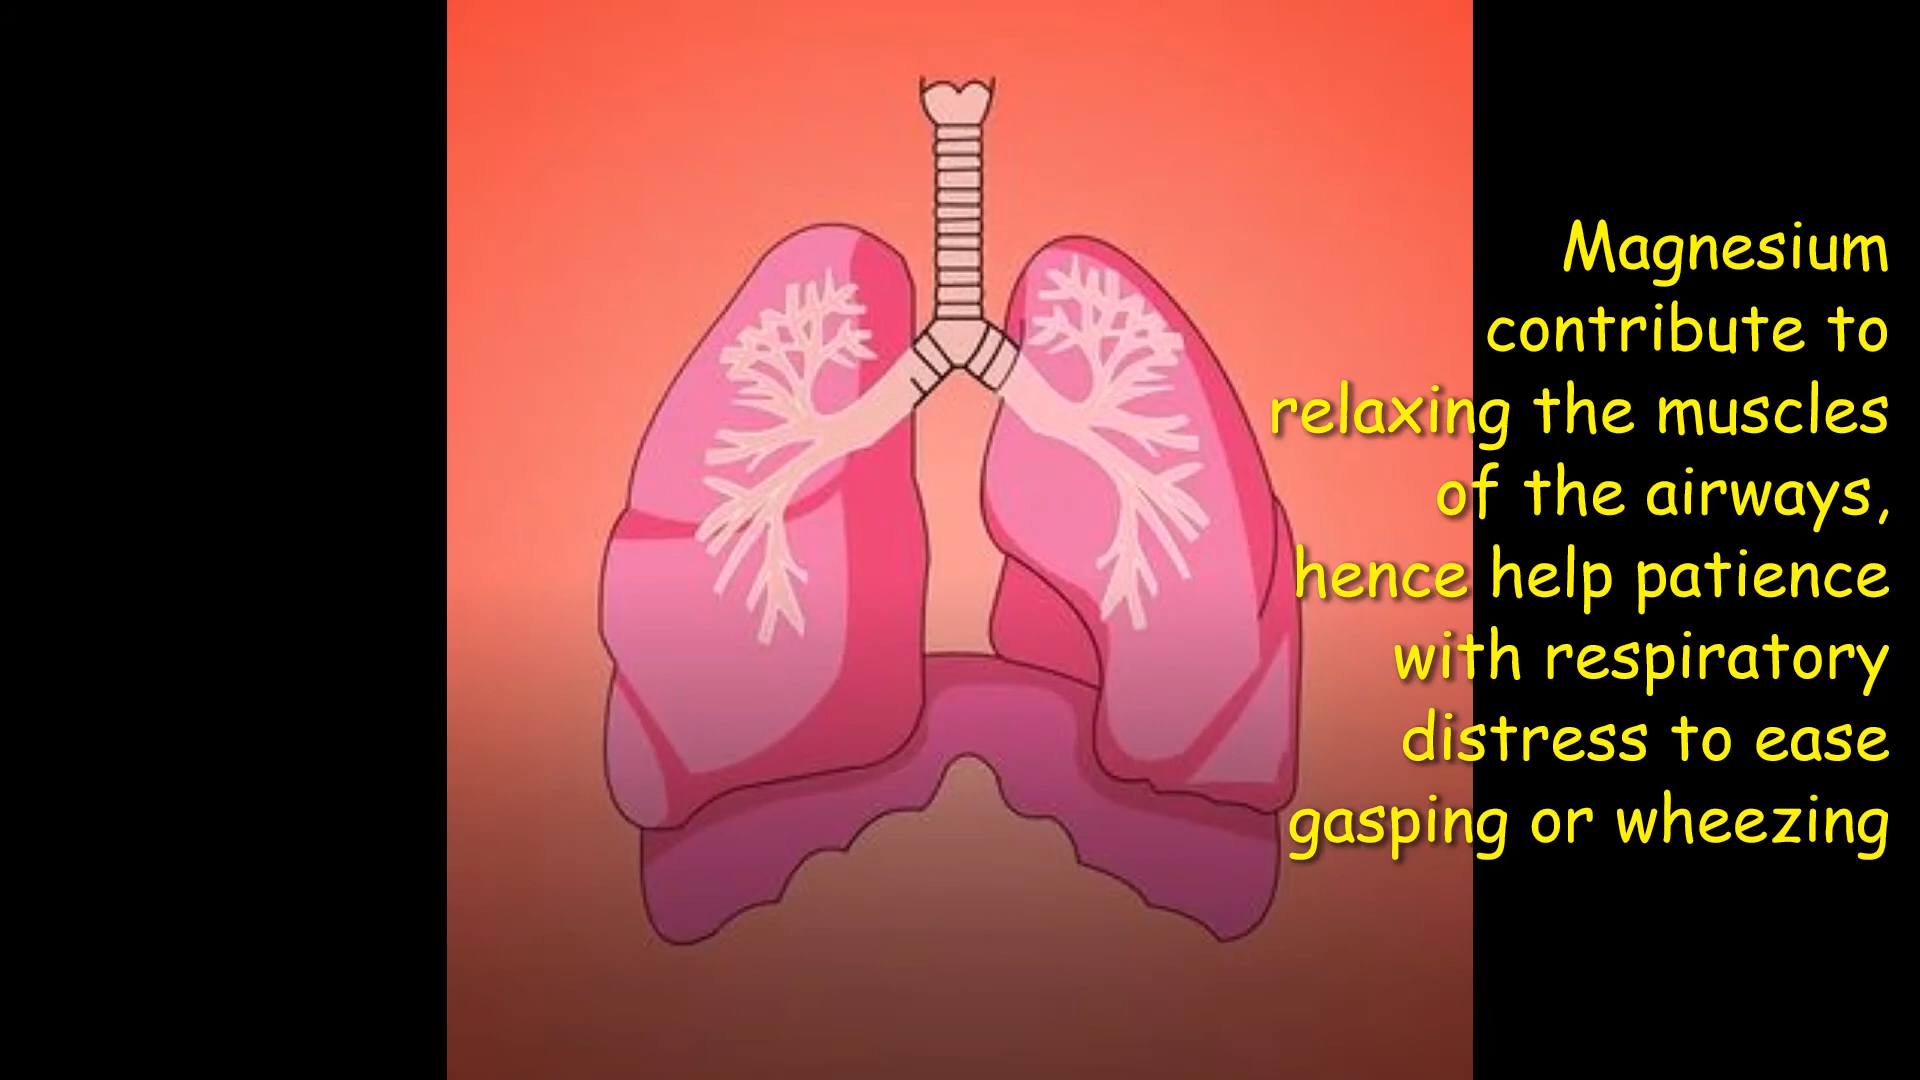 Magnesium
contribute to
relaxing the muscles
of the airways,
hence help patience
with respiratory
distress to ease
gasping or wheezing